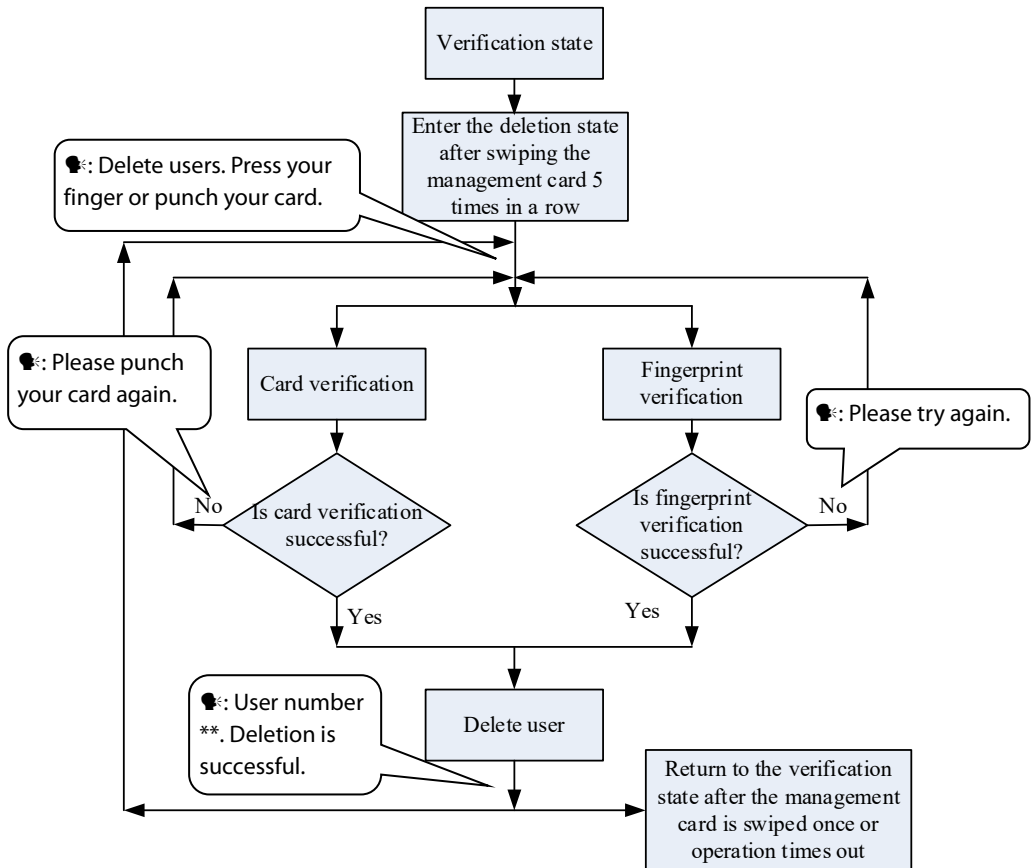 Verification state
Enter the deletion state
after swiping the
management card 5
times in a row
🗣: Delete users. Press your
finger or punch your card.
🗣: Please punch
your card again.
Card verification
Fingerprint
verification
🗣: Please try again.
No
Is card verification
successful?
Is fingerprint
verification
successful?
No
Yes
Yes
🗣: User number
**. Deletion is
successful.
Delete user
Return to the verification
state after the management
card is swiped once or
operation times out